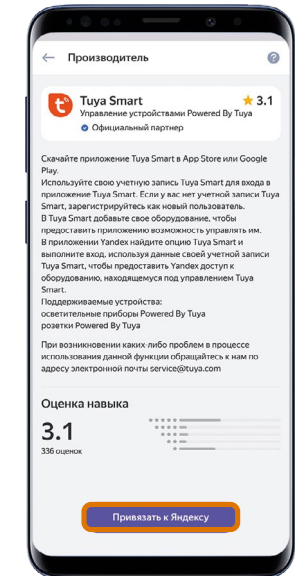 Производитель
Tuya Smart
3.1
Управление устройствами Powered By Tuya
Официальный партнер
Скачайте приложение Tuya Smart в App Store или Google
Play.
Используйте свою учетную запись Tuya Smart для входа в
приложение Tuya Smart. Если у вас нет учетной записи Tuya
Smart, зарегистрируйтесь как новый пользователь.
В Tuya Smart добавьте свое оборудование, чтобы
предоставить приложению возможность управлять им.
В приложении Yandex найдите опцию Tuya Smart и
выполните вход, используя данные своей учетной записи
Tuya Smart, чтобы предоставить Yandex доступ к
оборудованию, находящемуся под управлением Tuya
Smart.
Поддерживаемые устройства:
осветительные приборы Powered By Tuya
розетки Powered By Tuya
При возникновении каких-либо проблем в процессе
использования данной функции обращайтесь к нам по
адресу электронной почты service@tuya.com
Оценка навыка
3.1
336 оценок
Привязать к Яндексу